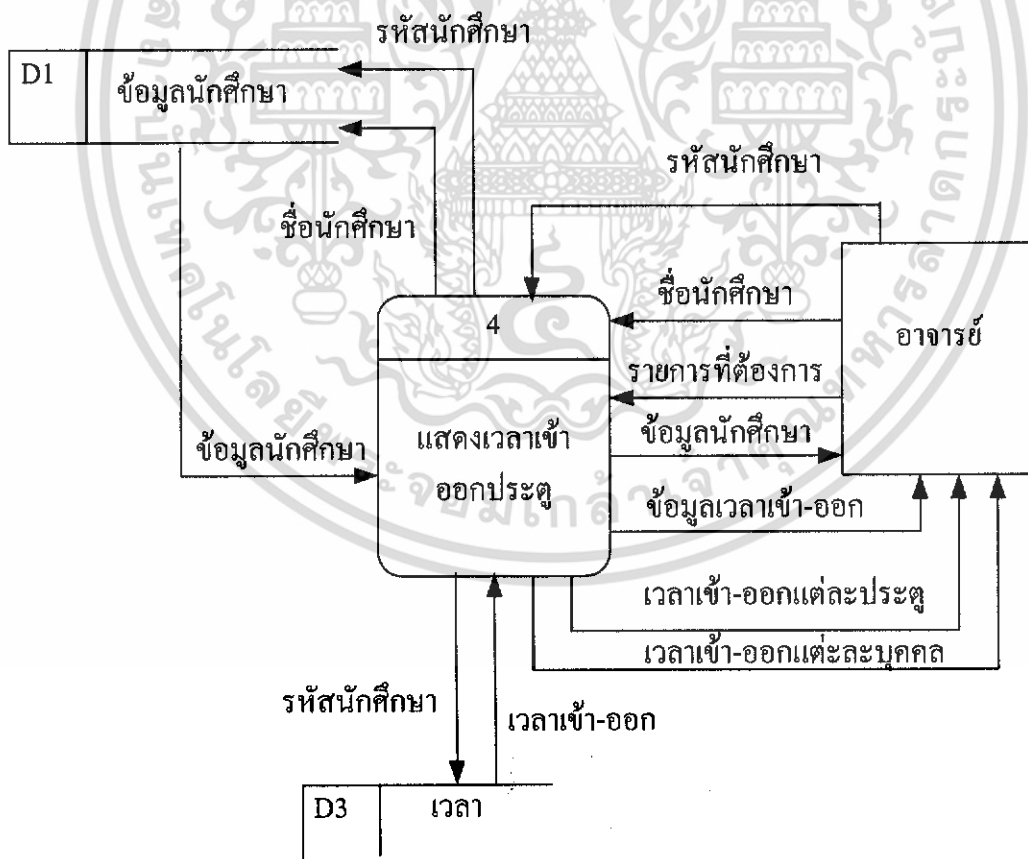 รหัสนักศึกษา
D1
ข้อมูลนักศึกษา
รหัสนักศึกษา
ชื่อนักศึกษา
ชื่อนักศึกษา
4
อาจารย์
รายการที่ต้องการ
แสดงเวลาเข้า
ออกประตู
ข้อมูลนักศึกษา
ข้อมูลนักศึกษา
ข้อมูลเวลาเข้า-ออก
เวลาเข้า-ออกแต่ละประตู
เวลาเข้า-ออกแต่ะละบุคคล
รหัสนักศึกษา
เวลาเข้า-ออก
D3
เวลา